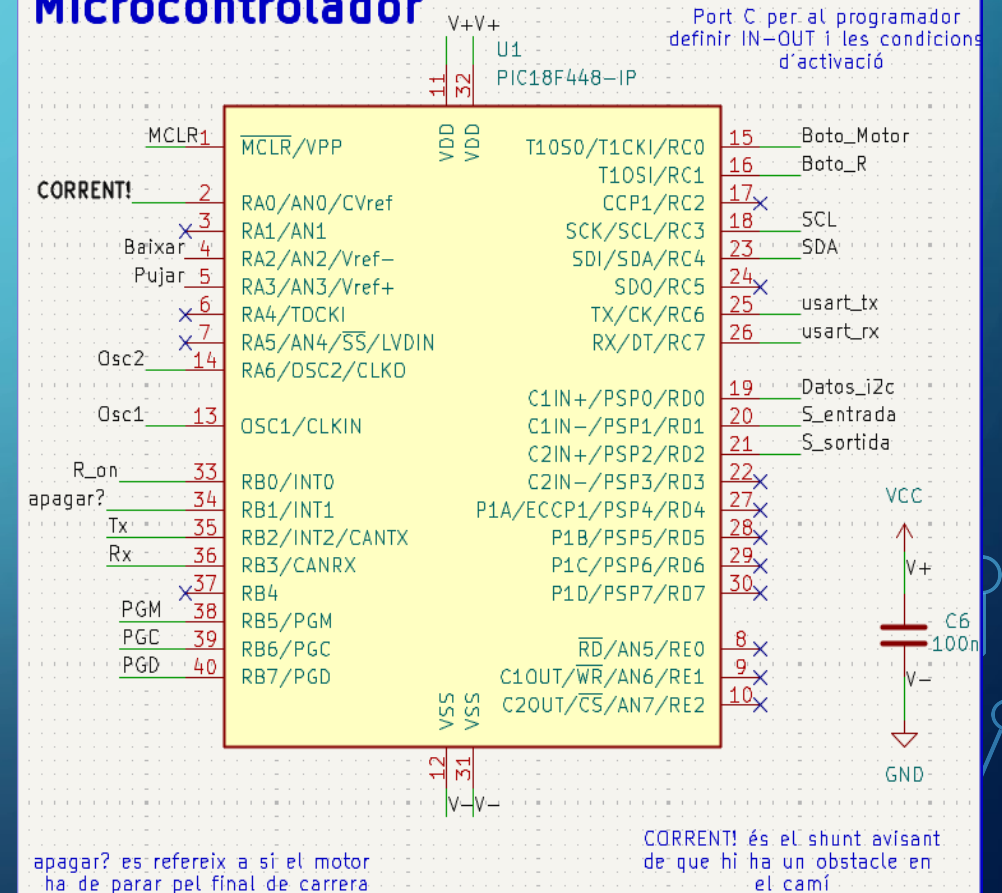 Microcontrolador
V+V+
Port C per al programador
definir IN-OUT i les condicions
d'activació
U1
PIC18F448-IP
11
32
VDD
VDD
MCLR 1 MCLR/VPP
CORRENT! 2 RA0/AN0/CVref
3 RA1/AN1
Baixar 4 RA2/AN2/Vref-
Pujar 5 RA3/AN3/Vref+
6 RA4/TOCKI
7 RA5/AN4/SS/LVDIN
Osc2 14 RA6/OSC2/CLKO
Osc1 13 OSC1/CLKIN
R_on 33 RB0/INT0
apagar? 34 RB1/INT1
Tx 35 RB2/INT2/CANTX
Rx 36 RB3/CANRX
37 RB4
PGM 38 RB5/PGM
PGC 39 RB6/PGC
PGD 40 RB7/PGD
T1OSO/T1CKI/RC0 15 Boto_Motor
T1OSI/RC1 16 Boto_R
CCP1/RC2 17
SCK/SCL/RC3 18 SCL
SDI/SDA/RC4 23 SDA
SDO/RC5 24
TX/CK/RC6 25 usart_tx
RX/DT/RC7 26 usart_rx
C1IN+/PSP0/RD0 19 Datos_i2c
C1IN-/PSP1/RD1 20 S_entrada
C2IN+/PSP2/RD2 21 S_sortida
C2IN-/PSP3/RD3 22
P1A/ECCP1/PSP4/RD4 27
P1B/PSP5/RD5 28
P1C/PSP6/RD6 29
P1D/PSP7/RD7 30
RD/AN5/RE0 8
C1OUT/WR/AN6/RE1 9
C2OUT/CS/AN7/RE2 10
VSS
VSS
12
31
V-V-
VCC
V+
C6
100n
V-
GND
apagar? es refereix a si el motor
ha de parar pel final de carrera
CORRENT! és el shunt avisant
de que hi ha un obstacle en
el camí